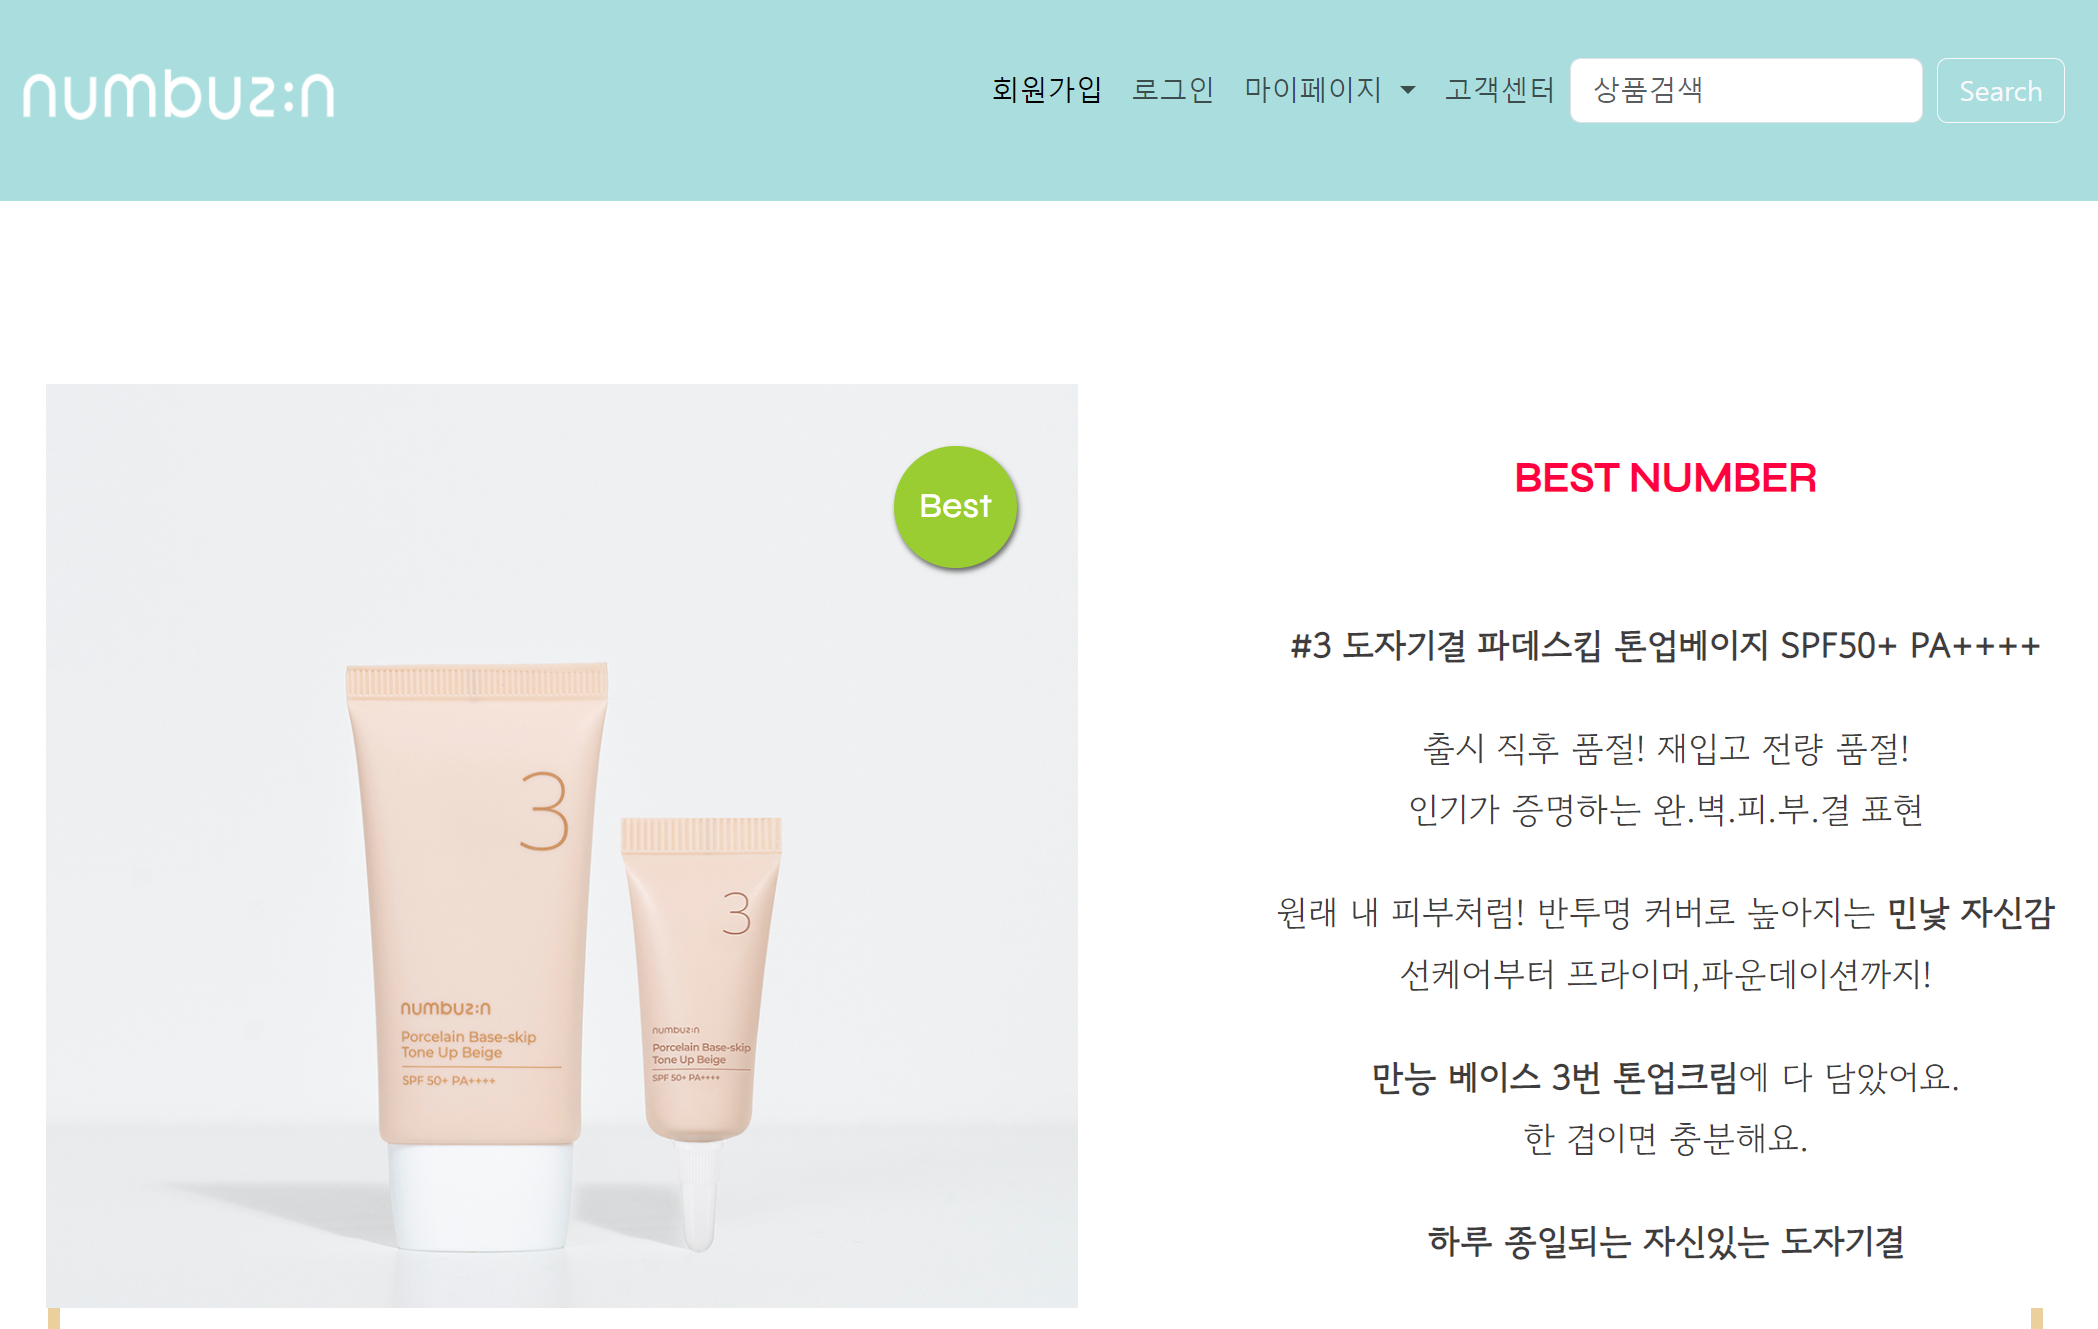 numbuz:n
회원가입 로그인 마이페이지 고객센터 상품검색 Search
Best
3
numbuz:n
Porcelain Base-skip
Tone Up Beige
SPF 50+ PA++++
3
numbuz:n
Porcelain Base-skip
Tone Up Beige
SPF 50+ PA++++
BEST NUMBER
#3 도자기결 파데스킵 톤업베이지 SPF50+ PA++++
출시 직후 품절! 재입고 전량 품절!
인기가 증명하는 완.벽.피.부.결 표현
원래 내 피부처럼! 반투명 커버로 높아지는 민낯 자신감
선케어부터 프라이머,파운데이션까지!
만능 베이스 3번 톤업크림에 다 담았어요.
한 겹이면 충분해요.
하루 종일되는 자신있는 도자기결